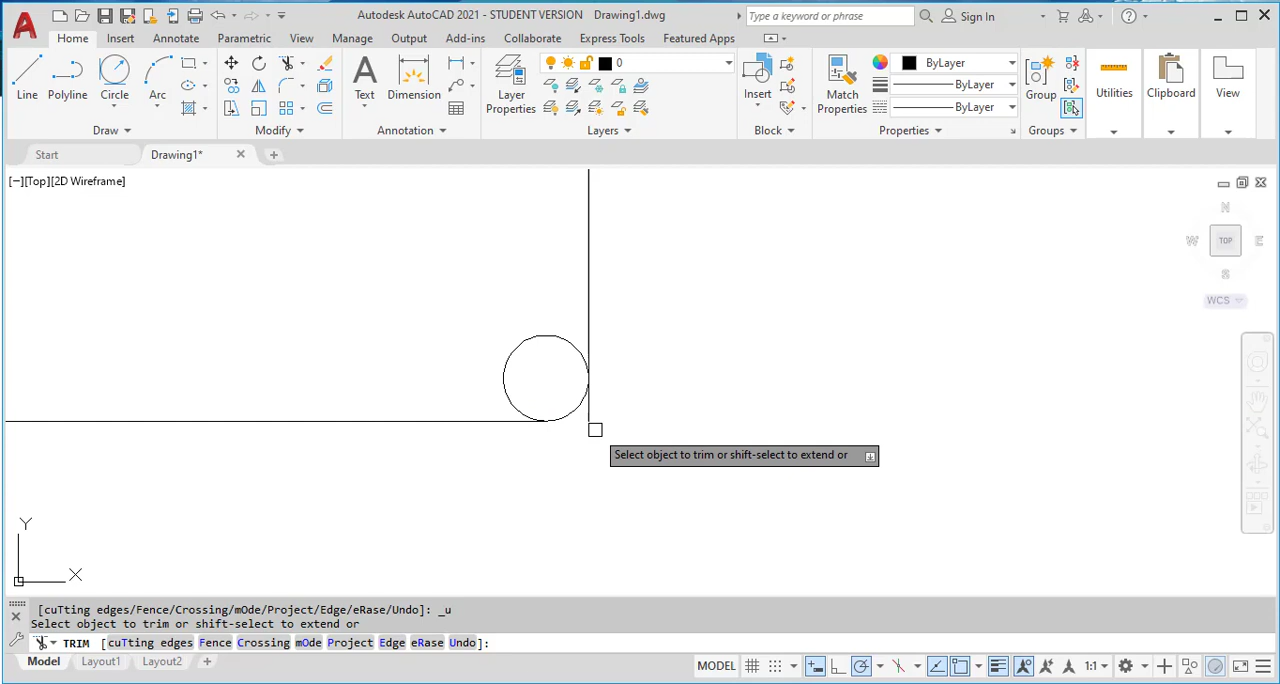 Autodesk AutoCAD 2021 - STUDENT VERSION Drawing1.dwg
Type a keyword or phrase
Sign In
Home Insert Annotate Parametric View Manage Output Add-ins Collaborate Express Tools Featured Apps
Line Polyline Circle Arc
Draw
Modify
Text Dimension
Annotation
Layer
Properties
0
Layers
Insert
Block
Match
Properties
ByLayer
ByLayer
ByLayer
Properties
Group
Groups
Utilities
Clipboard
View
Start
Drawing1*
[−][Top][2D Wireframe]
N
W TOP E
S
WCS
Select object to trim or shift-select to extend or
Y
X
[cuTting edges/Fence/Crossing/mOde/Project/Edge/eRase/Undo]: _u
Select object to trim or shift-select to extend or
TRIM [cuTting edges Fence Crossing mOde Project Edge eRase Undo]:
Model Layout1 Layout2
MODEL
1:1